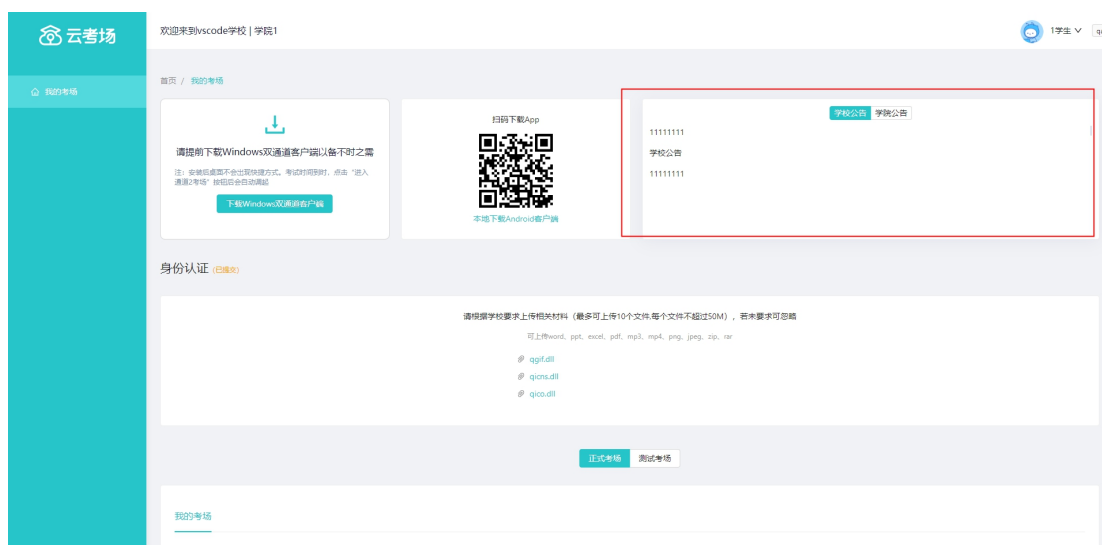 云考场
欢迎来到vscode学校 | 学院1
1学生
我的考场
首页 / 我的考场
请提前下载Windows双通道客户端以备不时之需
注：安装后桌面不会出现快捷方式。考试时间到时，点击“进入
通道2考场”按钮后会自动调起
下载Windows双通道客户端
扫码下载App
本地下载Android客户端
学校公告 学院公告
11111111
学校公告
11111111
身份认证 (已提交)
请根据学校要求上传相关材料（最多可上传10个文件,每个文件不超过50M），若未要求可忽略
可上传word、ppt、excel、pdf、mp3、mp4、png、jpeg、zip、rar
qgif.dll
qicns.dll
qico.dll
正式考场 测试考场
我的考场